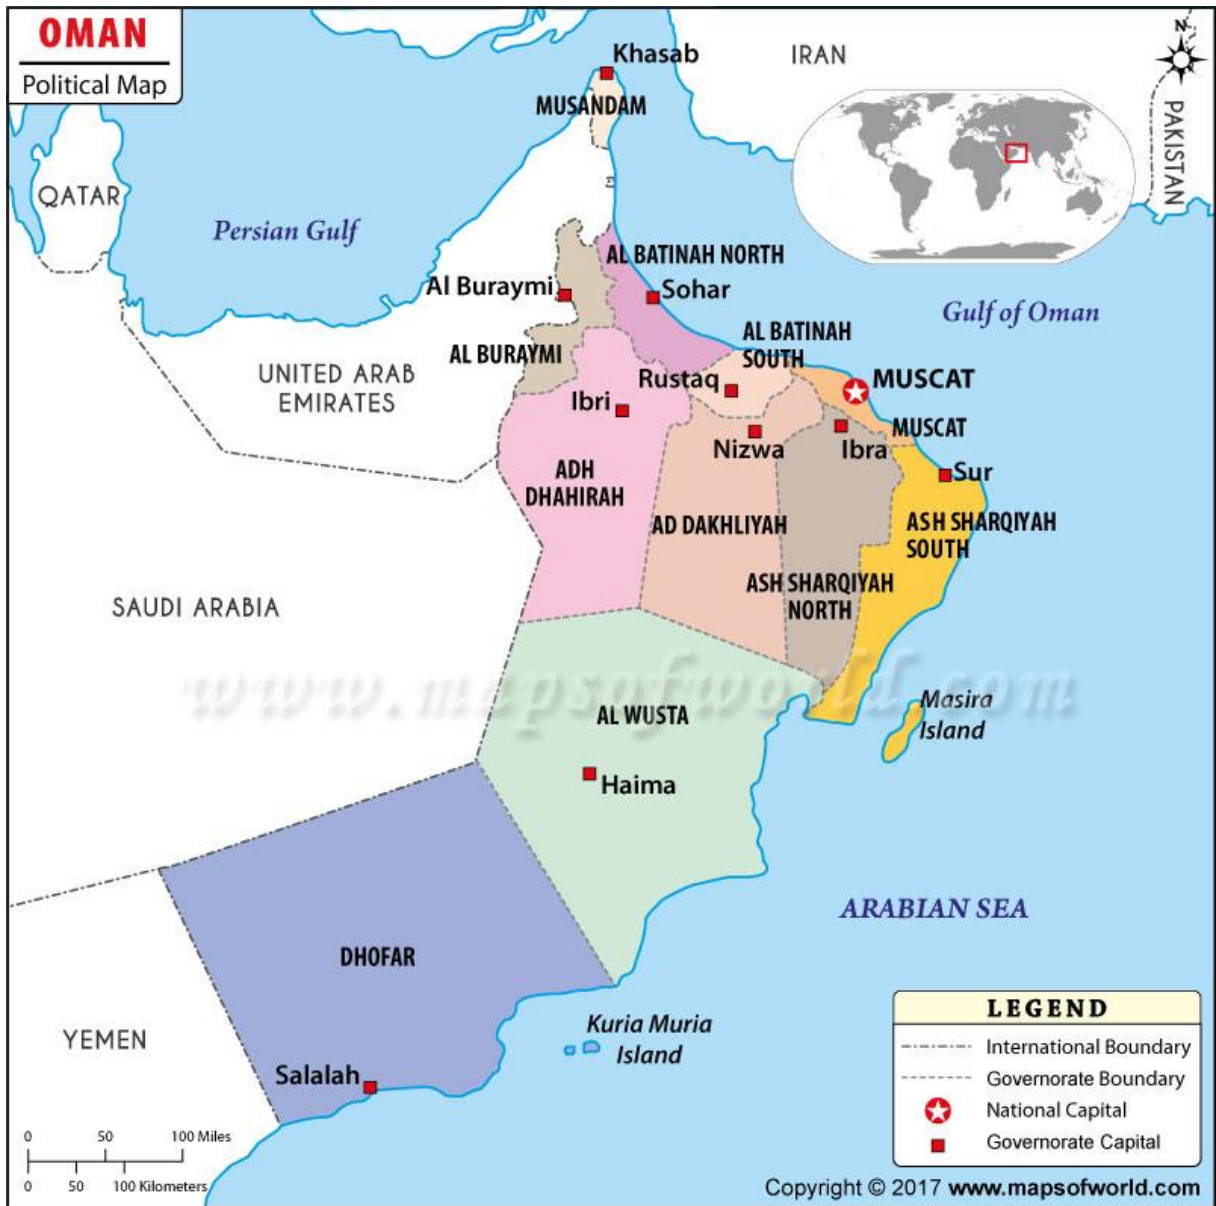 OMAN
Political Map
Khasab
MUSANDAM
IRAN
N
PAKISTAN
QATAR
Persian Gulf
AL BATINAH NORTH
Al Buraymi
Sohar
Gulf of Oman
AL BURAYMI
AL BATINAH
SOUTH
UNITED ARAB
EMIRATES
Rustaq
MUSCAT
Ibri
Nizwa
Ibra
MUSCAT
ADH
DHAHIRAH
Sur
AD DAKHLIYAH
ASH SHARQIYAH
SOUTH
ASH SHARQIYAH
NORTH
SAUDI ARABIA
www.mapsofworld.com
Masira
Island
AL WUSTA
Haima
ARABIAN SEA
DHOFAR
YEMEN
Kuria Muria
Island
Salalah
LEGEND
International Boundary
Governorate Boundary
National Capital
Governorate Capital
0 50 100 Miles
0 50 100 Kilometers
Copyright © 2017 www.mapsofworld.com